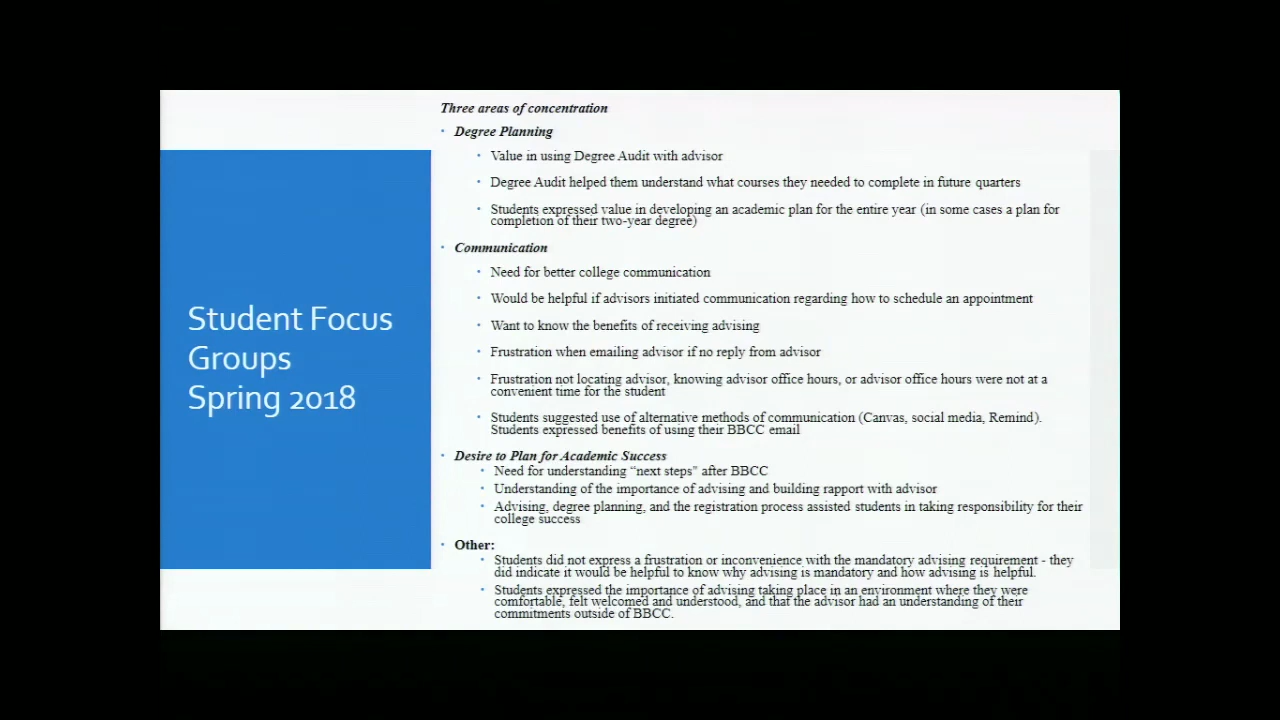 Student Focus
Groups
Spring 2018
Three areas of concentration
• Degree Planning
• Value in using Degree Audit with advisor
• Degree Audit helped them understand what courses they needed to complete in future quarters
• Students expressed value in developing an academic plan for the entire year (in some cases a plan for
completion of their two-year degree)
• Communication
• Need for better college communication
• Would be helpful if advisors initiated communication regarding how to schedule an appointment
• Want to know the benefits of receiving advising
• Frustration when emailing advisor if no reply from advisor
• Frustration not locating advisor, knowing advisor office hours, or advisor office hours were not at a
convenient time for the student
• Students suggested use of alternative methods of communication (Canvas, social media, Remind).
Students expressed benefits of using their BBCC email
• Desire to Plan for Academic Success
• Need for understanding “next steps” after BBCC
• Understanding of the importance of advising and building rapport with advisor
• Advising, degree planning, and the registration process assisted students in taking responsibility for their
college success
• Other:
• Students did not express a frustration or inconvenience with the mandatory advising requirement - they
did indicate it would be helpful to know why advising is mandatory and how advising is helpful.
• Students expressed the importance of advising taking place in an environment where they were
comfortable, felt welcomed and understood, and that the advisor had an understanding of their
commitments outside of BBCC.